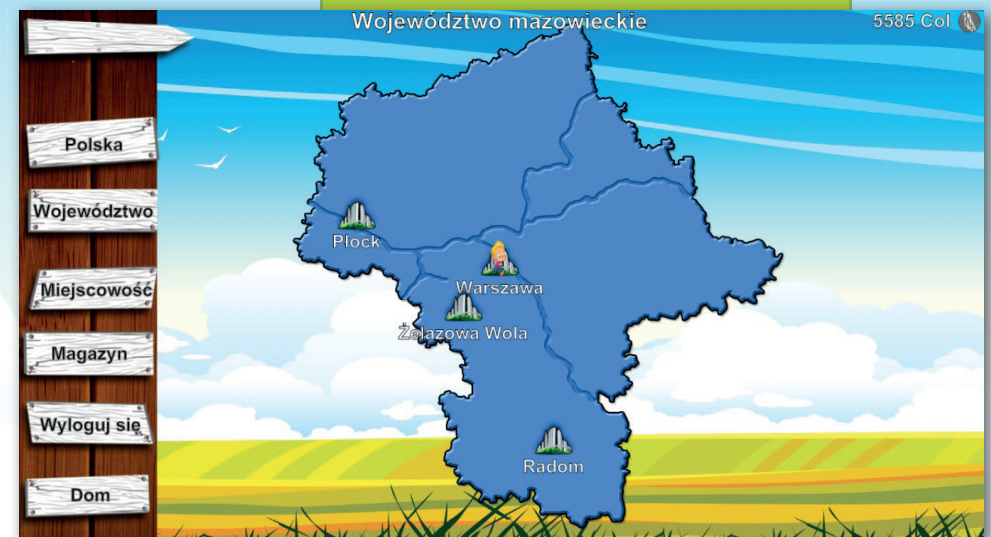 Województwo mazowieckie
5585 Col
Polska
Województwo
Miejscowość
Magazyn
Wyloguj się
Dom
Płock
Warszawa
Żelazowa Wola
Radom